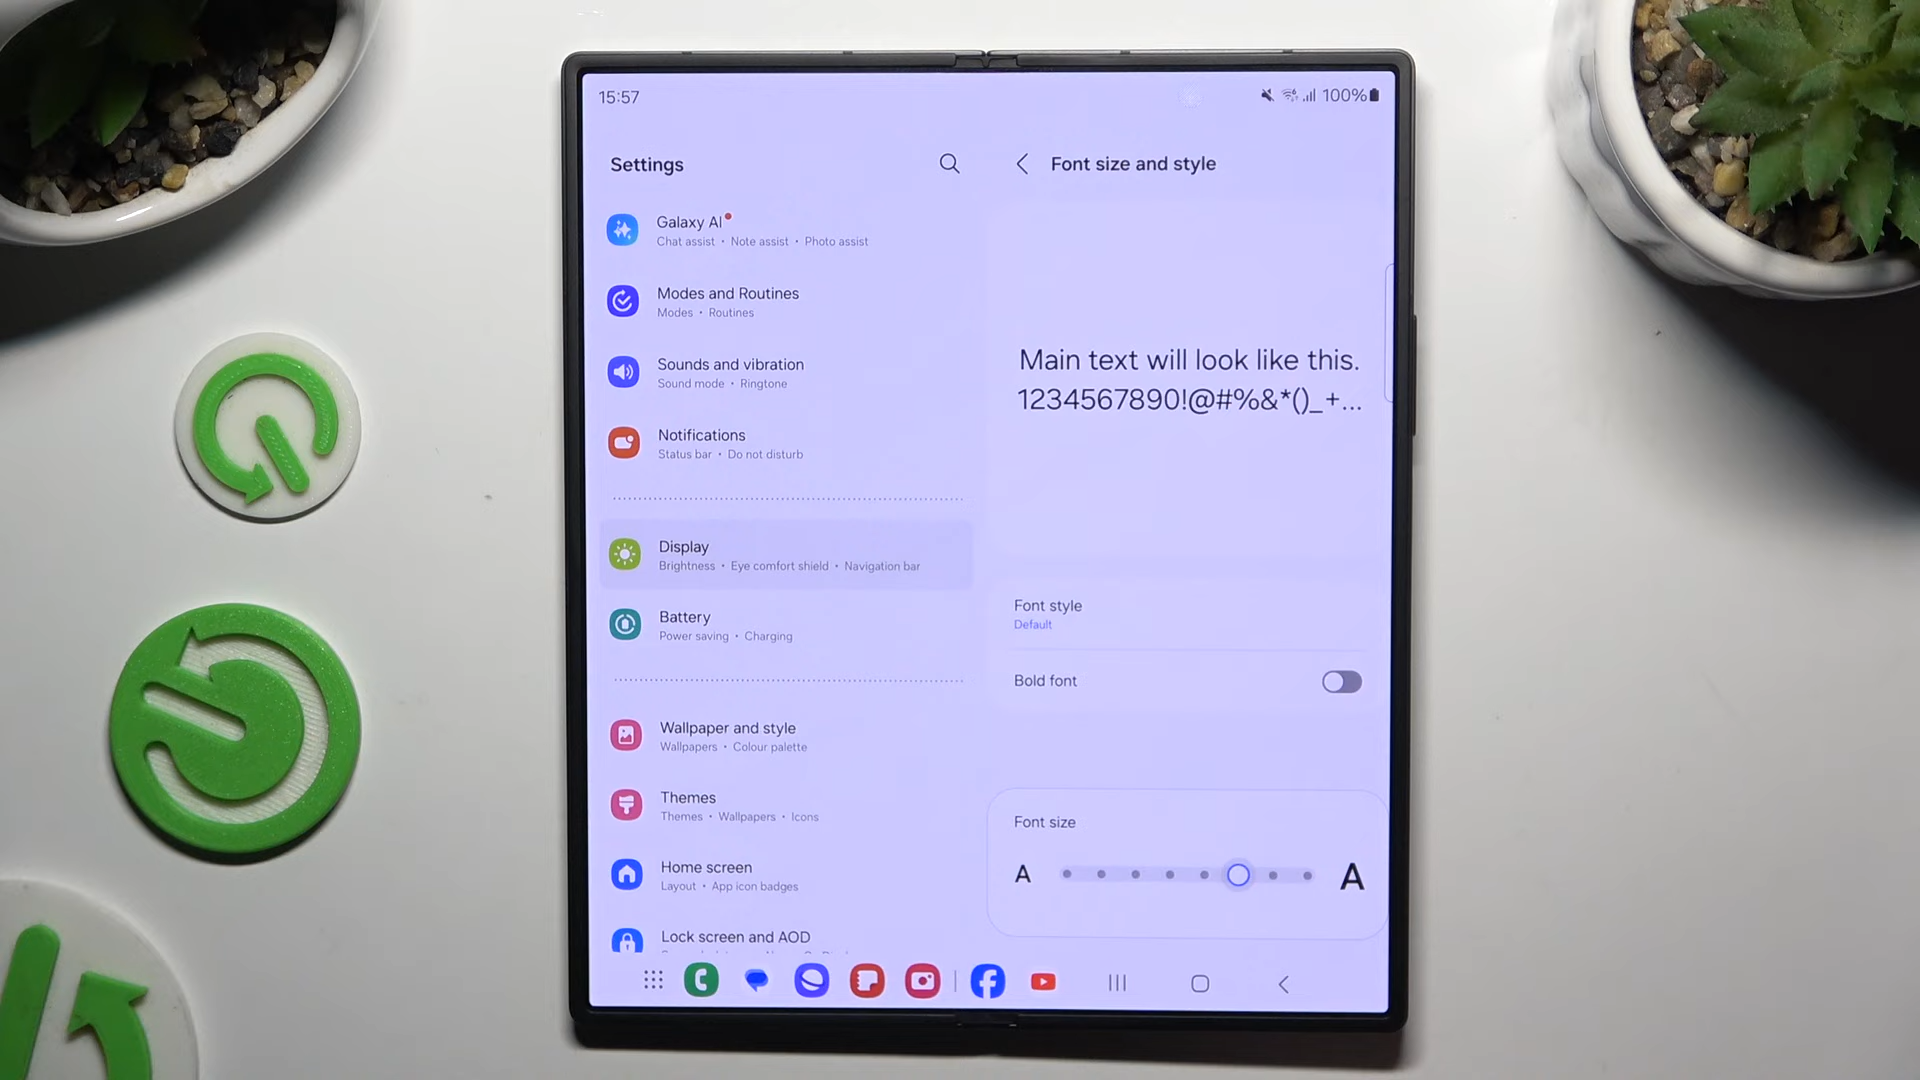 15:57
100%
Settings
Galaxy AI
Chat assist • Note assist • Photo assist
Modes and Routines
Modes • Routines
Sounds and vibration
Sound mode • Ringtone
Notifications
Status bar • Do not disturb
Display
Brightness • Eye comfort shield • Navigation bar
Battery
Power saving • Charging
Wallpaper and style
Wallpapers • Colour palette
Themes
Themes • Wallpapers • Icons
Home screen
Layout • App icon badges
Lock screen and AOD
Font size and style
Main text will look like this.
1234567890!@#%&*()_+...
Font style
Default
Bold font
Font size
A A